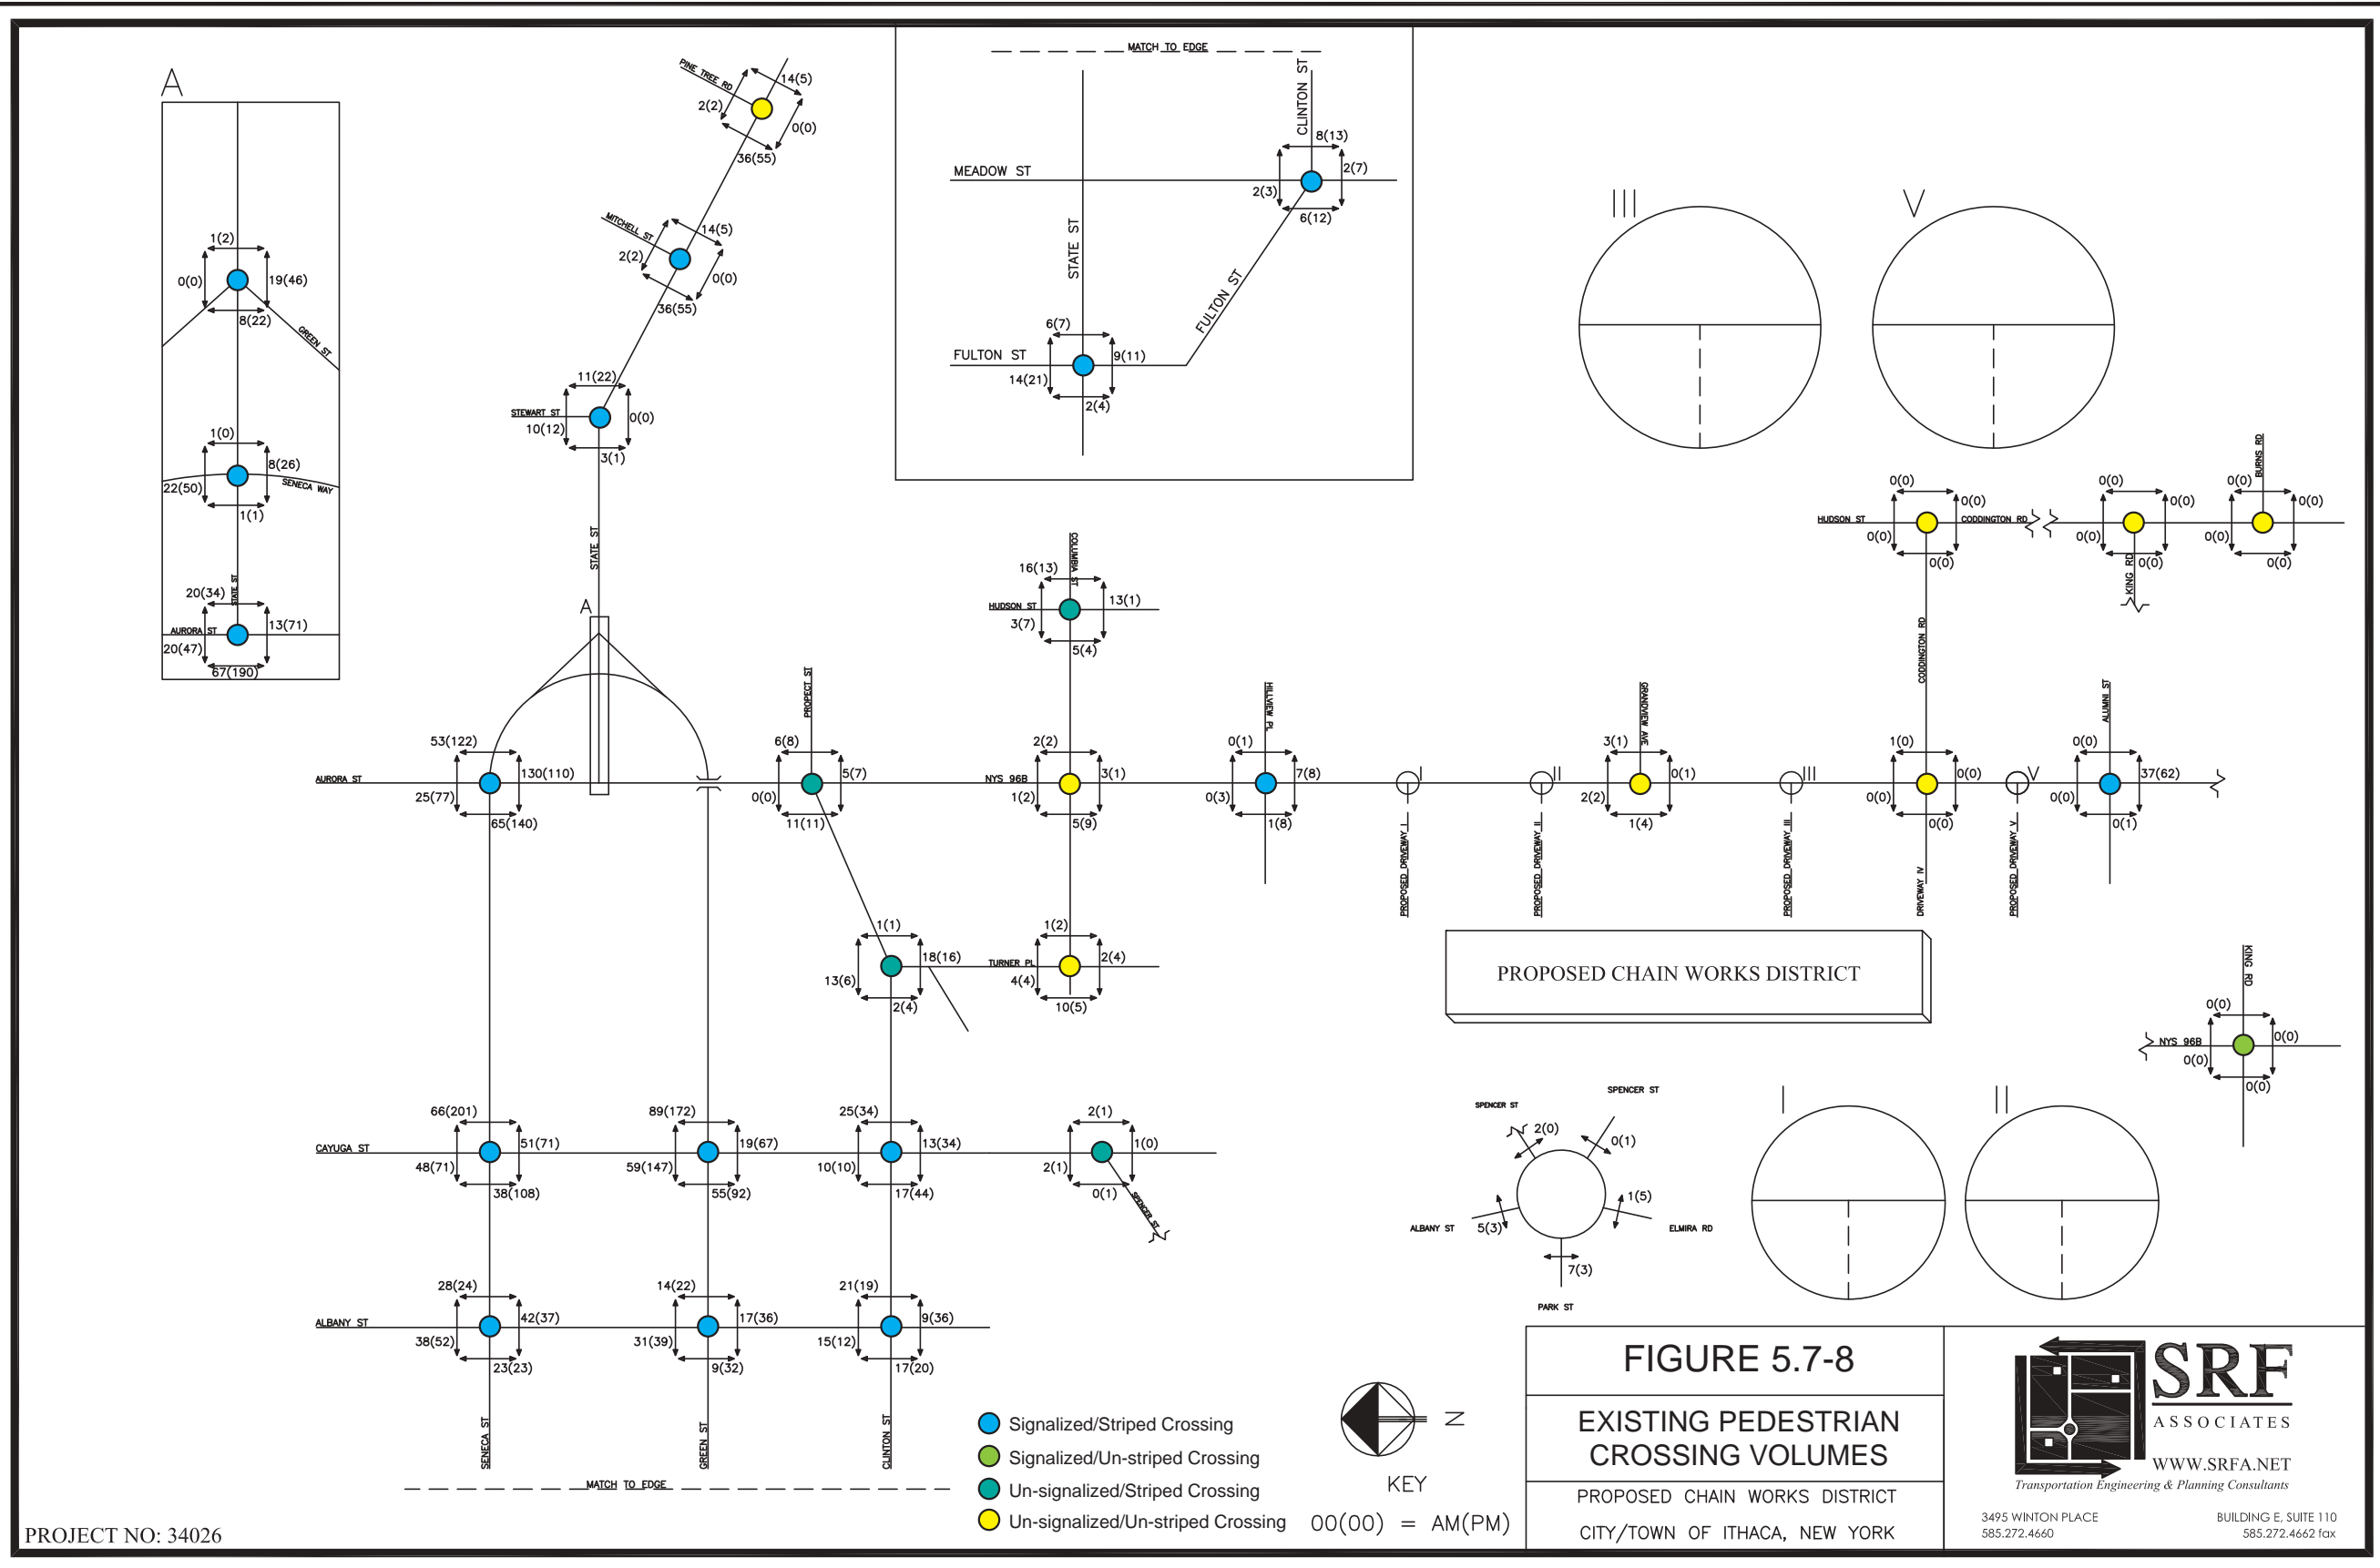 A
1(2)
0(0)
19(46)
8(22)
GREEN ST
1(0)
8(26)
22(50)
SENECA WAY
1(1)
STATE ST
20(34)
13(71)
AURORA ST
20(47)
67(190)
PINE TREE RD
14(5)
2(2)
0(0)
36(55)
MITCHELL ST
14(5)
2(2)
0(0)
36(55)
11(22)
STEWART ST
0(0)
10(12)
3(1)
STATE ST
A
MATCH TO EDGE
CLINTON ST
8(13)
MEADOW ST
2(7)
2(3)
6(12)
STATE ST
FULTON ST
6(7)
FULTON ST
9(11)
14(21)
2(4)
III
V
BURNS RD
0(0)
0(0)
HUDSON ST
CODDINGTON RD
0(0)
0(0)
0(0)
0(0)
0(0)
0(0)
KING RD
0(0)
0(0)
0(0)
0(0)
CODDINGTON RD
COLUMBIA ST
16(13)
HUDSON ST
13(1)
3(7)
5(4)
53(122)
AURORA ST
130(110)
25(77)
65(140)
PROPECT ST
6(8)
5(7)
0(0)
11(11)
2(2)
NYS 96B
3(1)
1(2)
5(9)
HILLVIEW PL
0(1)
7(8)
0(3)
1(8)
I
II
GRANDVIEW AVE
3(1)
0(1)
2(2)
1(4)
III
1(0)
0(0)
0(0)
0(0)
V
ALUMNI ST
0(0)
37(62)
0(0)
0(1)
PROPOSED DRIVEWAY I
PROPOSED DRIVEWAY II
PROPOSED DRIVEWAY III
DRIVEWAY IV
PROPOSED DRIVEWAY V
1(1)
18(16)
13(6)
2(4)
1(2)
TURNER PL
2(4)
4(4)
10(5)
PROPOSED CHAIN WORKS DISTRICT
KING RD
0(0)
NYS 96B
0(0)
0(0)
0(0)
66(201)
CAYUGA ST
51(71)
48(71)
38(108)
89(172)
19(67)
59(147)
55(92)
25(34)
13(34)
10(10)
17(44)
2(1)
1(0)
2(1)
0(1)
SPENCER ST
SPENCER ST
SPENCER ST
2(0)
0(1)
1(5)
ALBANY ST
5(3)
ELMIRA RD
7(3)
PARK ST
I
II
28(24)
ALBANY ST
42(37)
38(52)
23(23)
14(22)
17(36)
31(39)
9(32)
21(19)
9(36)
15(12)
17(20)
SENECA ST
GREEN ST
CLINTON ST
MATCH TO EDGE
Signalized/Striped Crossing
Signalized/Un-striped Crossing
Un-signalized/Striped Crossing
Un-signalized/Un-striped Crossing
N
KEY
00(00) = AM(PM)
FIGURE 5.7-8
EXISTING PEDESTRIAN
CROSSING VOLUMES
PROPOSED CHAIN WORKS DISTRICT
CITY/TOWN OF ITHACA, NEW YORK
SRF
ASSOCIATES
WWW.SRFA.NET
Transportation Engineering & Planning Consultants
3495 WINTON PLACE
BUILDING E, SUITE 110
585.272.4660
585.272.4662 fax
PROJECT NO: 34026